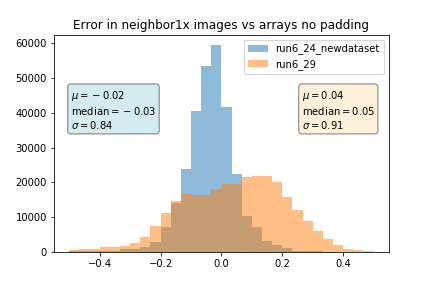 Error in neighbor1x images vs arrays no padding
60000
50000
40000
30000
20000
10000
0
run6_24_newdataset
run6_29
μ = −0.02
median = −0.03
σ = 0.84
μ = 0.04
median = 0.05
σ = 0.91
−0.4
−0.2
0.0
0.2
0.4